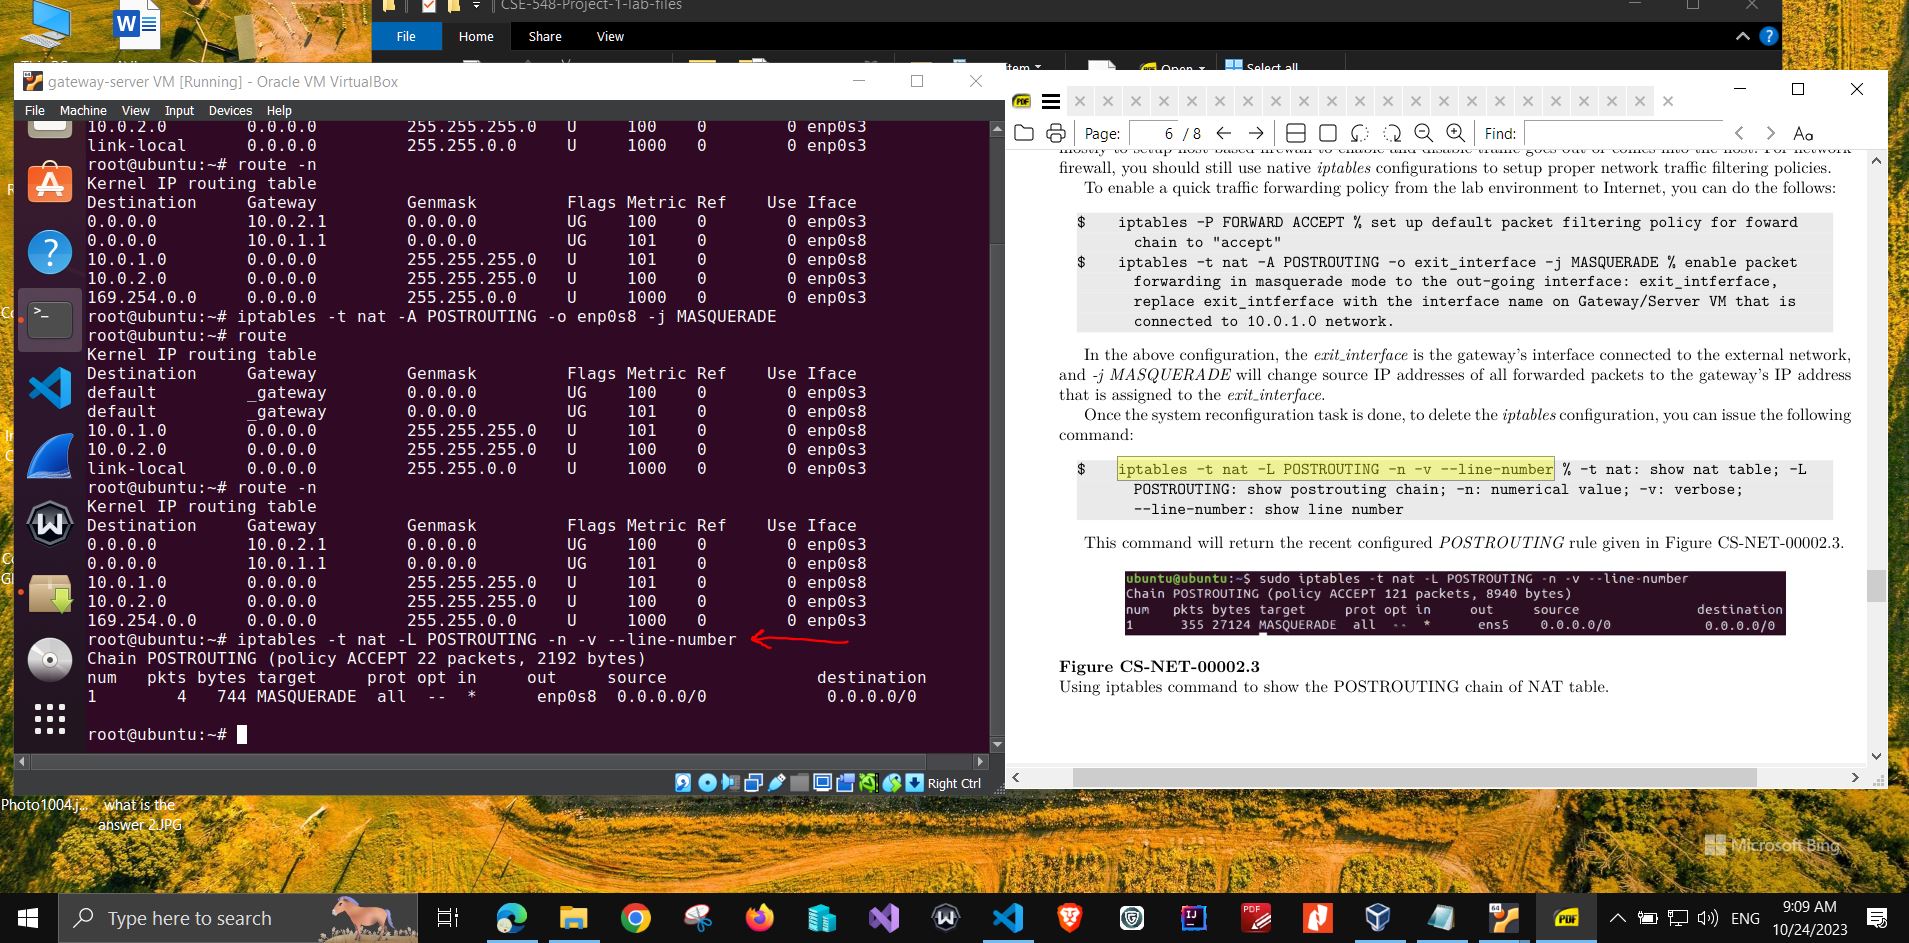 CSE-548-Project-1-lab-files
File Home Share View
Open
Select all
gateway-server VM [Running] - Oracle VM VirtualBox
File Machine View Input Devices Help
10.0.2.0 0.0.0.0 255.255.255.0 U 100 0 0 enp0s3
link-local 0.0.0.0 255.255.0.0 U 1000 0 0 enp0s3
root@ubuntu:~# route -n
Kernel IP routing table
Destination Gateway Genmask Flags Metric Ref Use Iface
0.0.0.0 10.0.2.1 0.0.0.0 UG 100 0 0 enp0s3
0.0.0.0 10.0.1.1 0.0.0.0 UG 101 0 0 enp0s8
10.0.1.0 0.0.0.0 255.255.255.0 U 101 0 0 enp0s8
10.0.2.0 0.0.0.0 255.255.255.0 U 100 0 0 enp0s3
169.254.0.0 0.0.0.0 255.255.0.0 U 1000 0 0 enp0s3
root@ubuntu:~# iptables -t nat -A POSTROUTING -o enp0s8 -j MASQUERADE
root@ubuntu:~# route
Kernel IP routing table
Destination Gateway Genmask Flags Metric Ref Use Iface
default _gateway 0.0.0.0 UG 100 0 0 enp0s3
default _gateway 0.0.0.0 UG 101 0 0 enp0s8
10.0.1.0 0.0.0.0 255.255.255.0 U 101 0 0 enp0s8
10.0.2.0 0.0.0.0 255.255.255.0 U 100 0 0 enp0s3
link-local 0.0.0.0 255.255.0.0 U 1000 0 0 enp0s3
root@ubuntu:~# route -n
Kernel IP routing table
Destination Gateway Genmask Flags Metric Ref Use Iface
0.0.0.0 10.0.2.1 0.0.0.0 UG 100 0 0 enp0s3
0.0.0.0 10.0.1.1 0.0.0.0 UG 101 0 0 enp0s8
10.0.1.0 0.0.0.0 255.255.255.0 U 101 0 0 enp0s8
10.0.2.0 0.0.0.0 255.255.255.0 U 100 0 0 enp0s3
169.254.0.0 0.0.0.0 255.255.0.0 U 1000 0 0 enp0s3
root@ubuntu:~# iptables -t nat -L POSTROUTING -n -v --line-number
Chain POSTROUTING (policy ACCEPT 22 packets, 2192 bytes)
num pkts bytes target prot opt in out source destination
1 4 744 MASQUERADE all -- * enp0s8 0.0.0.0/0 0.0.0.0/0
root@ubuntu:~#
Right Ctrl
Page: 6 / 8 Find:
firewall, you should still use native iptables configurations to setup proper network traffic filtering policies.
To enable a quick traffic forwarding policy from the lab environment to Internet, you can do the follows:
$ iptables -P FORWARD ACCEPT % set up default packet filtering policy for foward
chain to "accept"
$ iptables -t nat -A POSTROUTING -o exit_interface -j MASQUERADE % enable packet
forwarding in masquerade mode to the out-going interface: exit_intferface,
replace exit_intferface with the interface name on Gateway/Server VM that is
connected to 10.0.1.0 network.
In the above configuration, the exit_interface is the gateway's interface connected to the external network,
and -j MASQUERADE will change source IP addresses of all forwarded packets to the gateway's IP address
that is assigned to the exit_interface.
Once the system reconfiguration task is done, to delete the iptables configuration, you can issue the following
command:
$ iptables -t nat -L POSTROUTING -n -v --line-number % -t nat: show nat table; -L
POSTROUTING: show postrouting chain; -n: numerical value; -v: verbose;
--line-number: show line number
This command will return the recent configured POSTROUTING rule given in Figure CS-NET-00002.3.
ubuntu@ubuntu:~$ sudo iptables -t nat -L POSTROUTING -n -v --line-number
Chain POSTROUTING (policy ACCEPT 121 packets, 8940 bytes)
num pkts bytes target prot opt in out source destination
1 355 27124 MASQUERADE all -- * ens5 0.0.0.0/0 0.0.0.0/0
Figure CS-NET-00002.3
Using iptables command to show the POSTROUTING chain of NAT table.
Photo1004.j... what is the
answer 2.JPG
Microsoft Bing
Type here to search
ENG
9:09 AM
10/24/2023